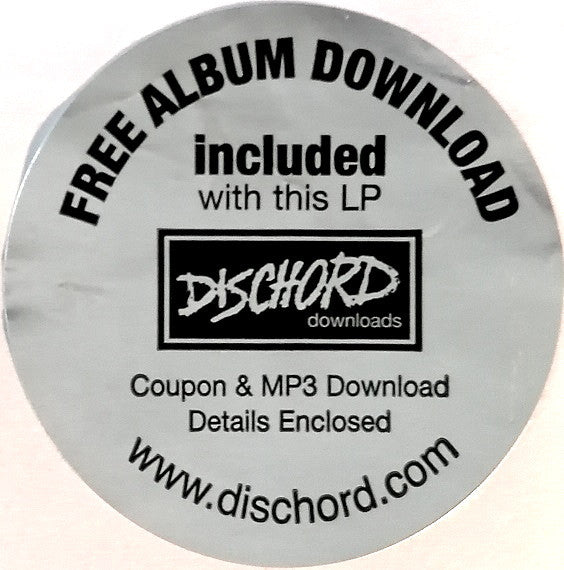 FREE ALBUM DOWNLOAD
included
with this LP
DISCHORD
downloads
Coupon & MP3 Download
Details Enclosed
www.dischord.com